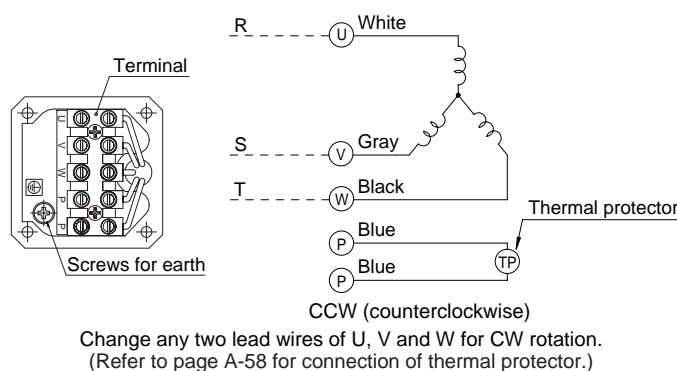 R
U
White
Terminal
U
V
W
P
P
S
V
Gray
T
W
Black
Thermal protector
P
Blue
TP
P
Blue
Screws for earth
CCW (counterclockwise)
Change any two lead wires of U, V and W for CW rotation.
(Refer to page A-58 for connection of thermal protector.)